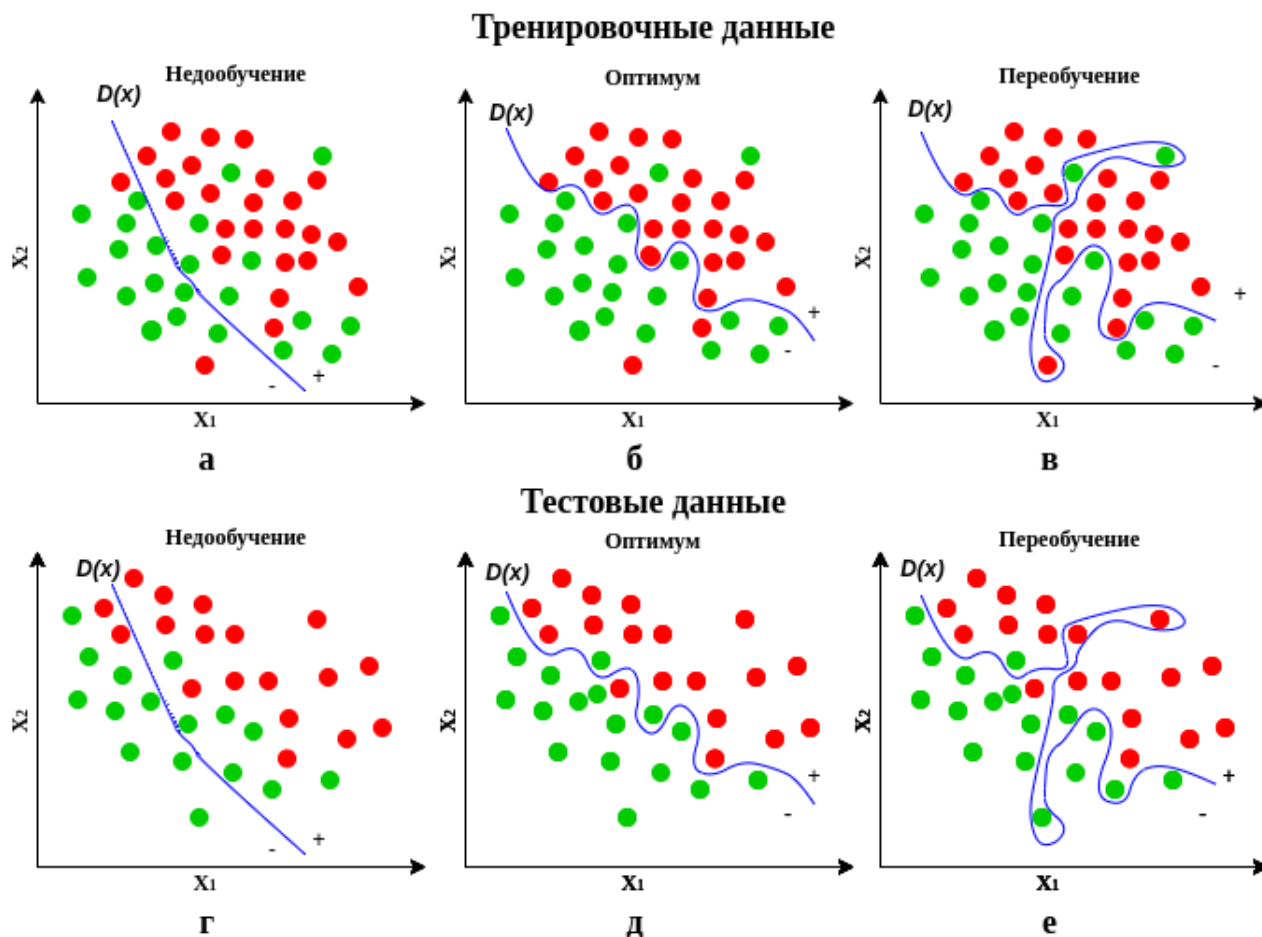 Тренировочные данные
Недообучение
Оптимум
Переобучение
D(x)
D(x)
D(x)
X2
X2
X2
- +
+
-
+
-
X1
X1
X1
а
б
в
Тестовые данные
Недообучение
Оптимум
Переобучение
D(x)
D(x)
D(x)
X2
X2
X2
- +
+
-
+
-
X1
X1
X1
г
д
е